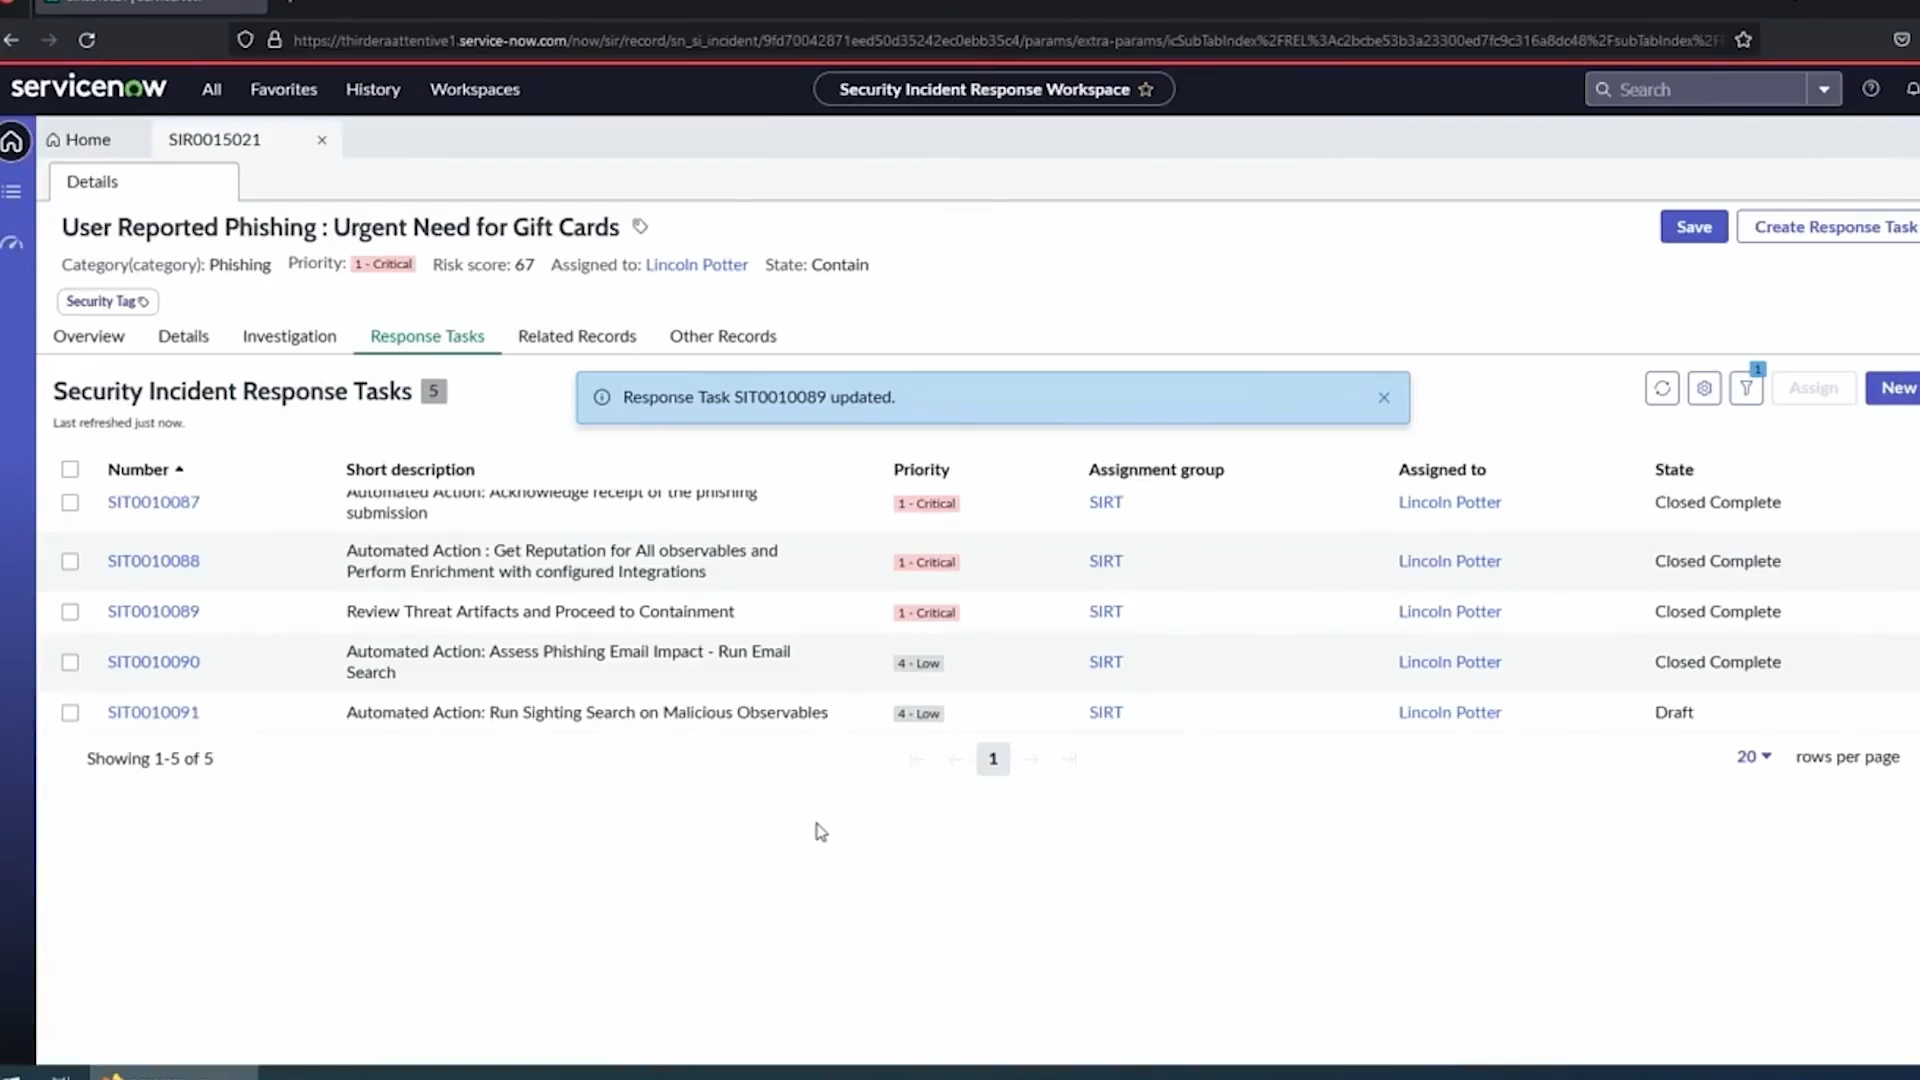 https://thirderaattentive1.service-now.com/now/sir/record/sn_si_incident/9fd70042871eed50d35242ec0ebb35c4/params/extra-params/icSubTabIndex%2FREL%3Ac2bcbe53b3a23300ed7fc9c316a8dc48%2FsubTabIndex%2F
servicenow All Favorites History Workspaces Security Incident Response Workspace Search
Home SIR0015021
Details
User Reported Phishing : Urgent Need for Gift Cards Save Create Response Task
Category(category): Phishing Priority: 1 - Critical Risk score: 67 Assigned to: Lincoln Potter State: Contain
Security Tag
Overview Details Investigation Response Tasks Related Records Other Records
Security Incident Response Tasks 5 Response Task SIT0010089 updated. 1 Assign New
Last refreshed just now.
Number Short description Priority Assignment group Assigned to State
SIT0010087 Automated Action: Acknowledge receipt of the phishing submission 1 - Critical SIRT Lincoln Potter Closed Complete
SIT0010088 Automated Action : Get Reputation for All observables and Perform Enrichment with configured Integrations 1 - Critical SIRT Lincoln Potter Closed Complete
SIT0010089 Review Threat Artifacts and Proceed to Containment 1 - Critical SIRT Lincoln Potter Closed Complete
SIT0010090 Automated Action: Assess Phishing Email Impact - Run Email Search 4 - Low SIRT Lincoln Potter Closed Complete
SIT0010091 Automated Action: Run Sighting Search on Malicious Observables 4 - Low SIRT Lincoln Potter Draft
Showing 1-5 of 5 1 20 rows per page